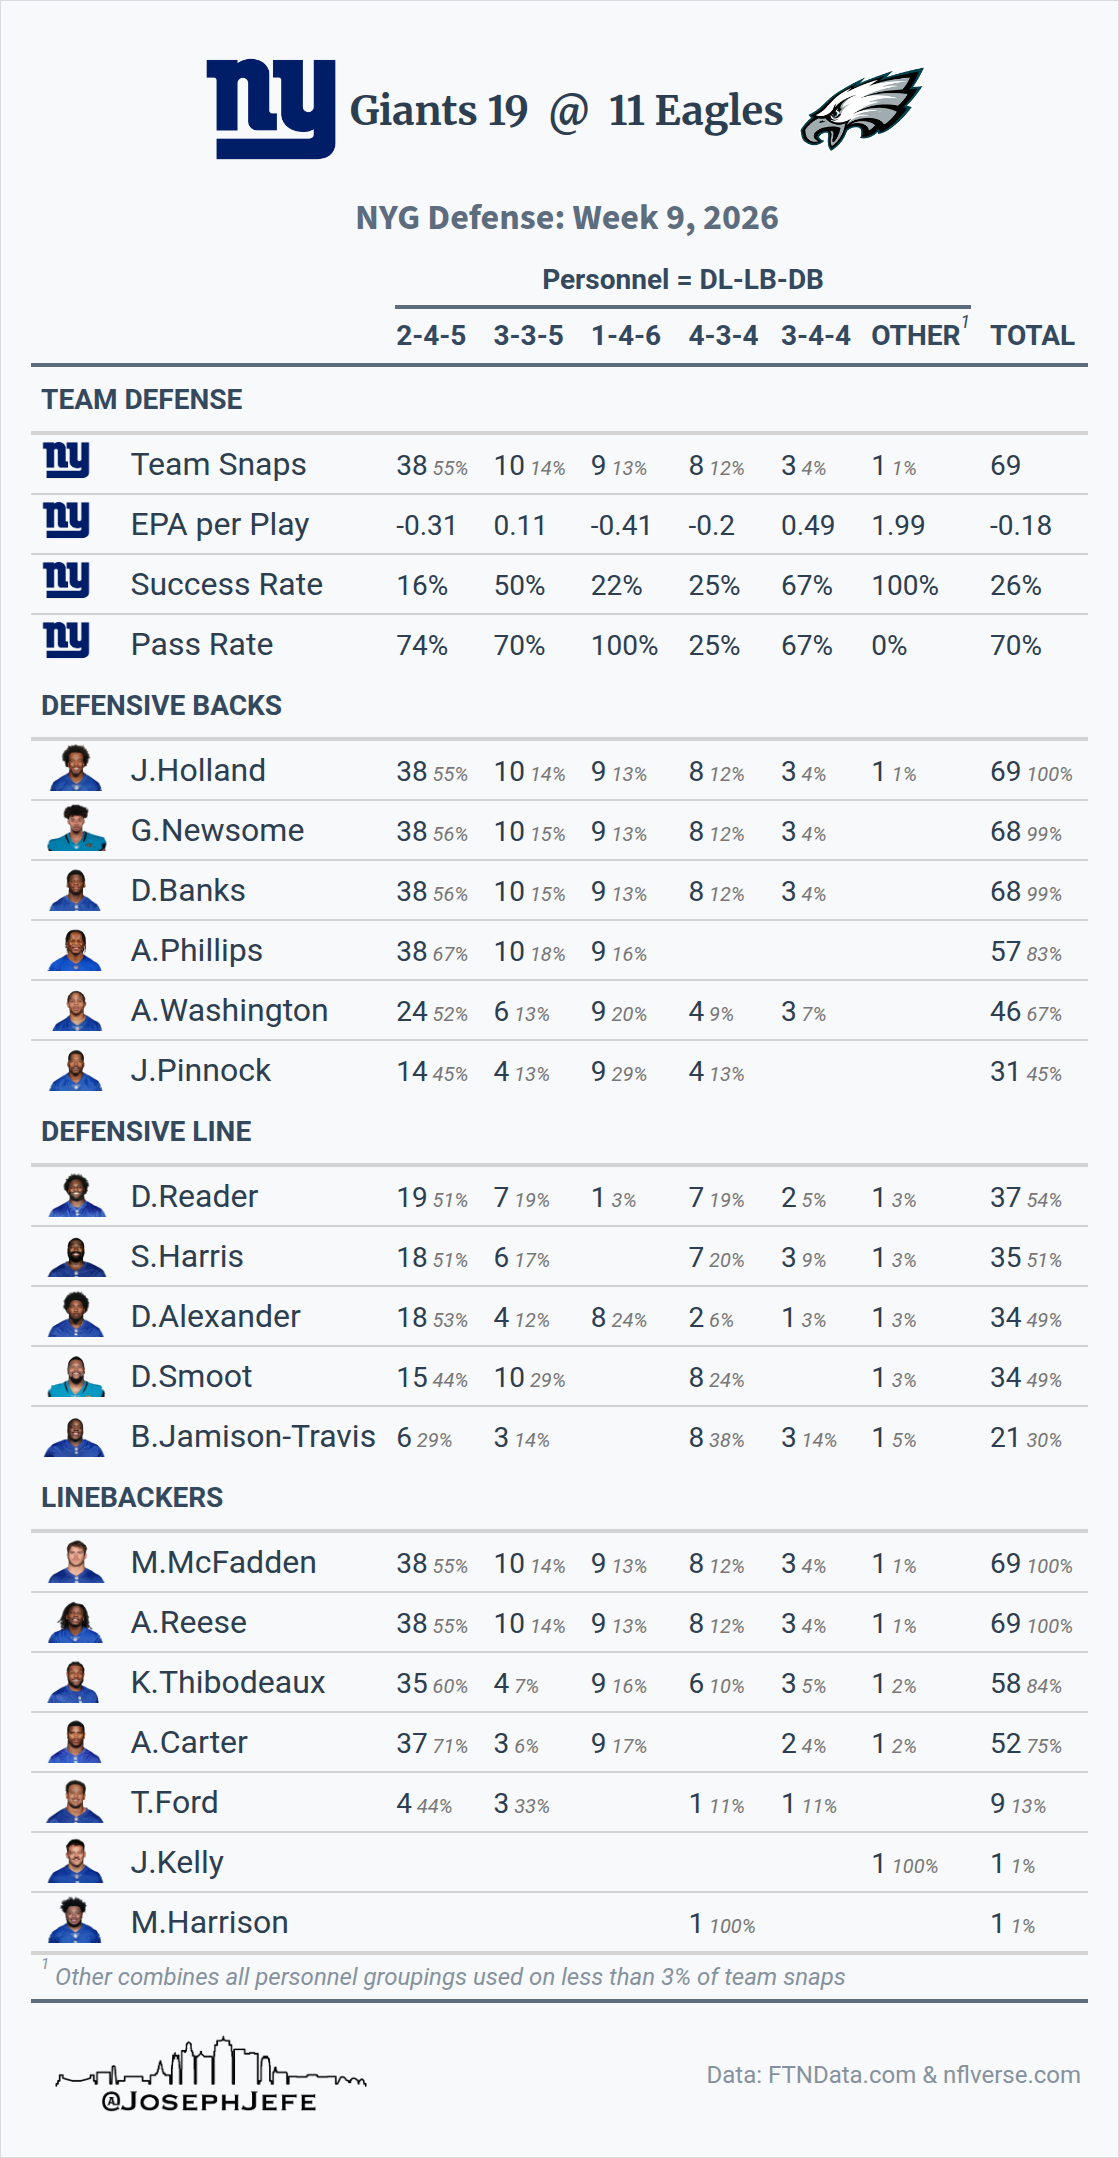 ny Giants 19 @ 11 Eagles
NYG Defense: Week 9, 2026
Personnel = DL-LB-DB
2-4-5 3-3-5 1-4-6 4-3-4 3-4-4 OTHER1 TOTAL
TEAM DEFENSE
ny Team Snaps 38 55% 10 14% 9 13% 8 12% 3 4% 1 1% 69
ny EPA per Play -0.31 0.11 -0.41 -0.2 0.49 1.99 -0.18
ny Success Rate 16% 50% 22% 25% 67% 100% 26%
ny Pass Rate 74% 70% 100% 25% 67% 0% 70%
DEFENSIVE BACKS
J.Holland 38 55% 10 14% 9 13% 8 12% 3 4% 1 1% 69 100%
G.Newsome 38 56% 10 15% 9 13% 8 12% 3 4% 68 99%
D.Banks 38 56% 10 15% 9 13% 8 12% 3 4% 68 99%
A.Phillips 38 67% 10 18% 9 16% 57 83%
A.Washington 24 52% 6 13% 9 20% 4 9% 3 7% 46 67%
J.Pinnock 14 45% 4 13% 9 29% 4 13% 31 45%
DEFENSIVE LINE
D.Reader 19 51% 7 19% 1 3% 7 19% 2 5% 1 3% 37 54%
S.Harris 18 51% 6 17% 7 20% 3 9% 1 3% 35 51%
D.Alexander 18 53% 4 12% 8 24% 2 6% 1 3% 1 3% 34 49%
D.Smoot 15 44% 10 29% 8 24% 1 3% 34 49%
B.Jamison-Travis 6 29% 3 14% 8 38% 3 14% 1 5% 21 30%
LINEBACKERS
M.McFadden 38 55% 10 14% 9 13% 8 12% 3 4% 1 1% 69 100%
A.Reese 38 55% 10 14% 9 13% 8 12% 3 4% 1 1% 69 100%
K.Thibodeaux 35 60% 4 7% 9 16% 6 10% 3 5% 1 2% 58 84%
A.Carter 37 71% 3 6% 9 17% 2 4% 1 2% 52 75%
T.Ford 4 44% 3 33% 1 11% 1 11% 9 13%
J.Kelly 1 100% 1 1%
M.Harrison 1 100% 1 1%
1 Other combines all personnel groupings used on less than 3% of team snaps
@JOSEPHJEFE
Data: FTNData.com & nflverse.com